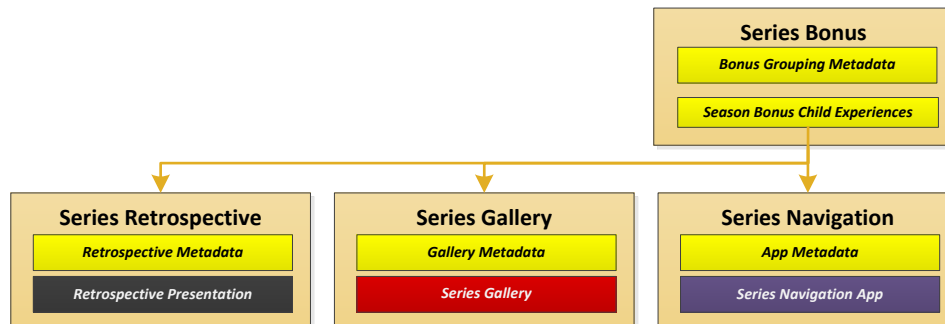 Series Bonus
Bonus Grouping Metadata
Season Bonus Child Experiences
Series Retrospective
Retrospective Metadata
Retrospective Presentation
Series Gallery
Gallery Metadata
Series Gallery
Series Navigation
App Metadata
Series Navigation App